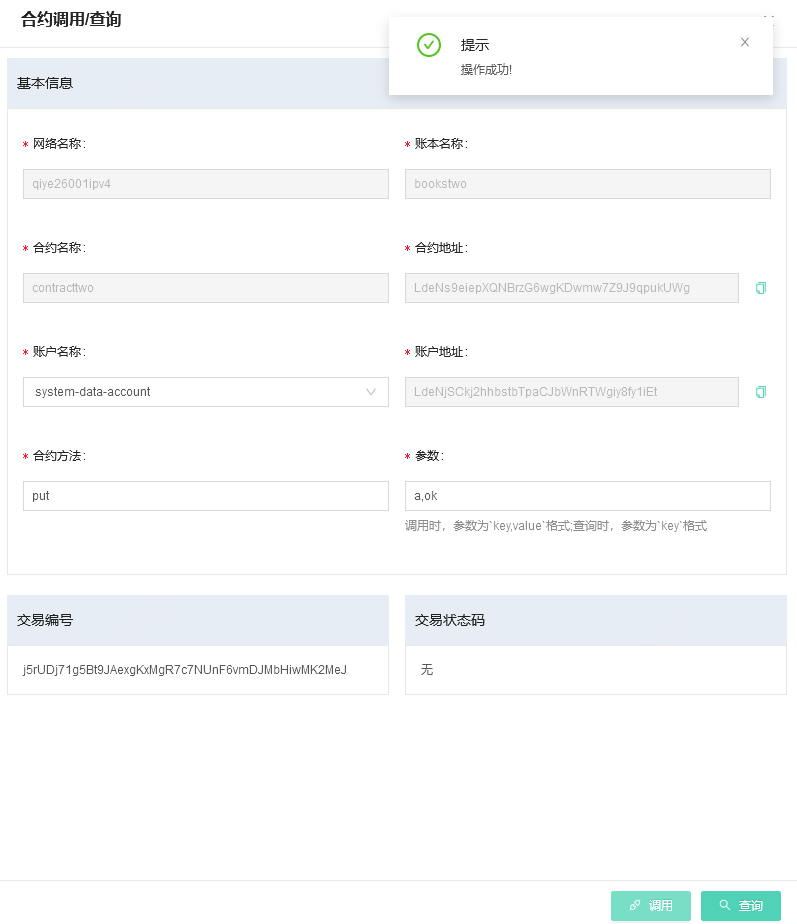 合约调用/查询
提示
操作成功!
基本信息
* 网络名称:
* 账本名称:
qiye26001ipv4
bookstwo
* 合约名称:
* 合约地址:
contracttwo
LdeNs9eiepXQNBrzG6wgKDwmw7Z9J9qpukUWg
* 账户名称:
* 账户地址:
system-data-account
LdeNjSCkj2hhbstbTpaCJbWnRTWgiy8fy1iEt
* 合约方法:
* 参数:
put
a,ok
调用时，参数为`key,value`格式;查询时，参数为`key`格式
交易编号
交易状态码
j5rUDj71g5Bt9JAexgKxMgR7c7NUnF6vmDJMbHiwMK2MeJ
无
调用
查询